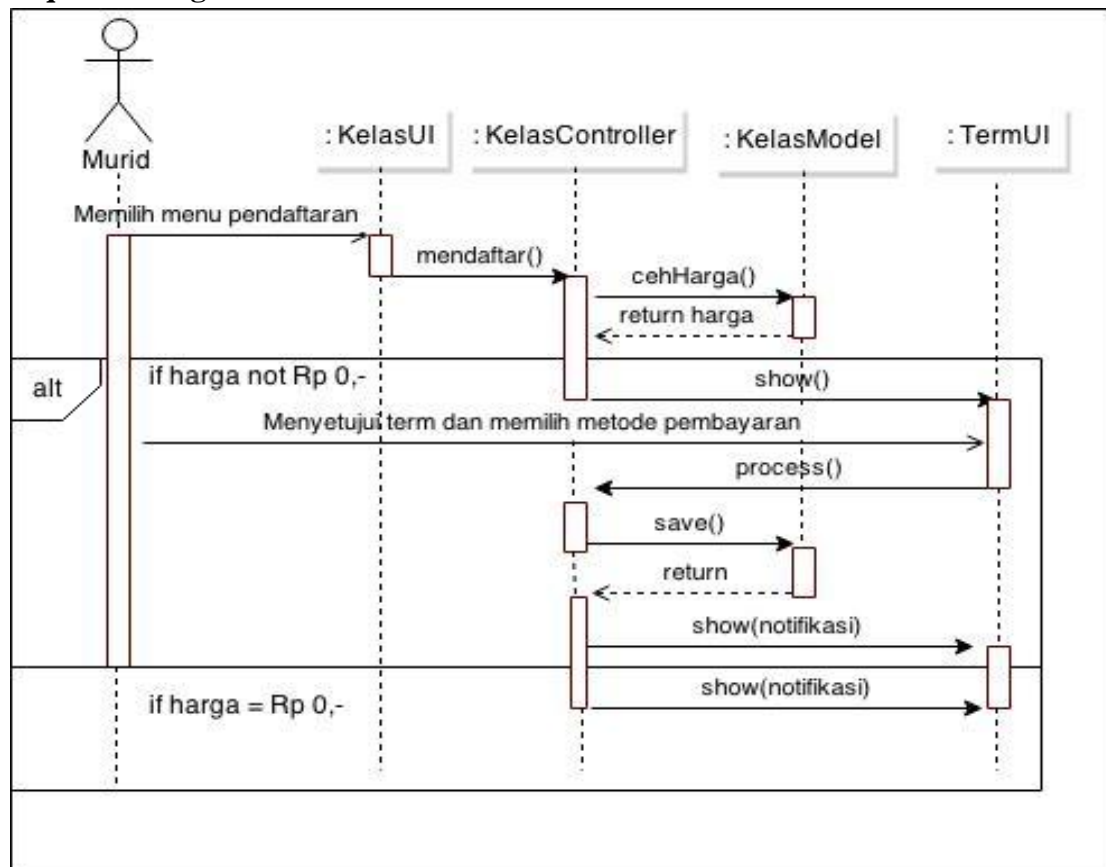 Murid
: KelasUI
: KelasController
: KelasModel
: TermUI
Memilih menu pendaftaran
mendaftar()
cehHarga()
return harga
alt
if harga not Rp 0,-
show()
Menyetujui term dan memilih metode pembayaran
process()
save()
return
show(notifikasi)
show(notifikasi)
if harga = Rp 0,-